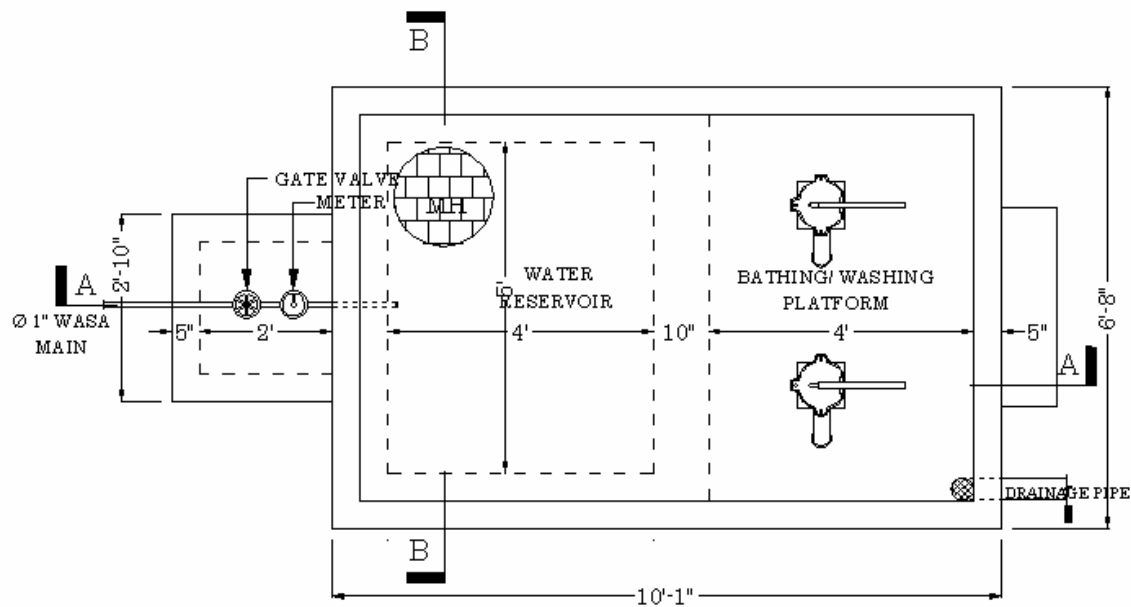 B
GATE VALVE
METER
MH
2'-10"
A
WATER
RESERVOIR
BATHING/ WASHING
PLATFORM
6'-8"
Ø 1" WASA
MAIN
5"
2'
4'
10"
4'
5"
A
DRAINAGE PIPE
B
10'-1"